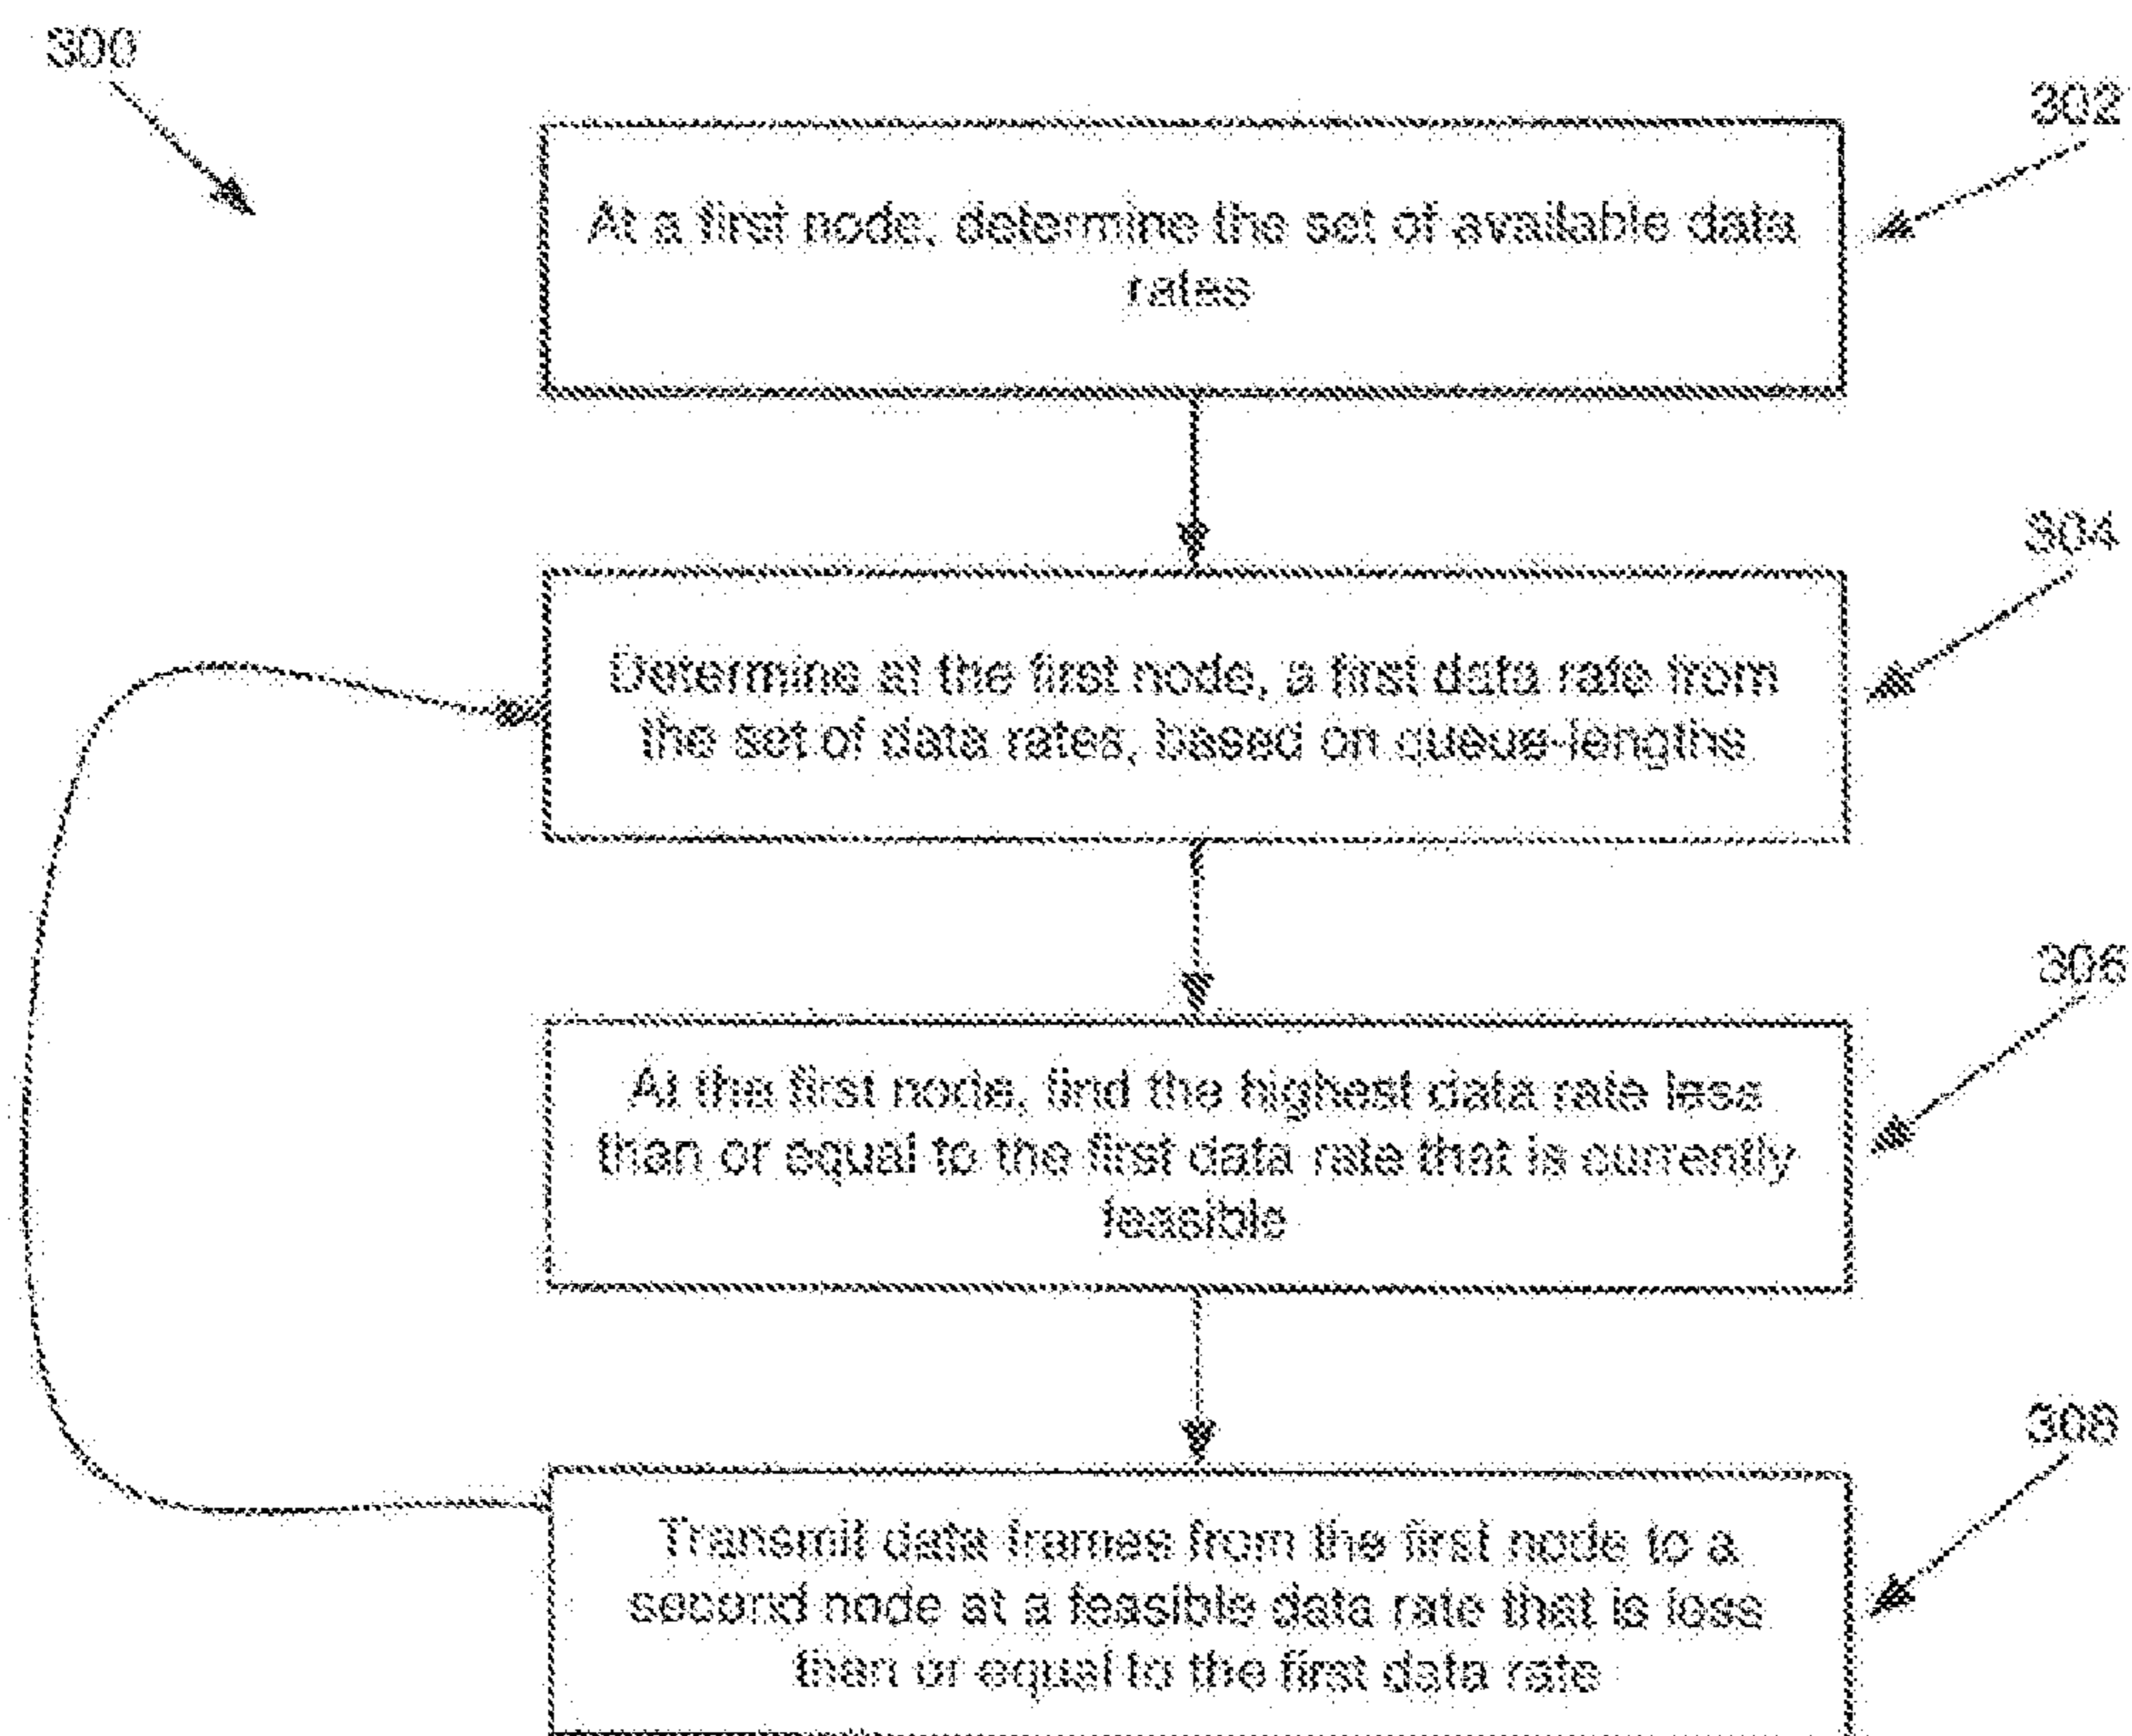 300
302
At a first node, determine the set of available data
rates
304
Determine at the first node, a first data rate from
the set of data rates, based on queue-lengths
306
At the first node, find the highest data rate less
than or equal to the first data rate that is currently
feasible
308
Transmit data frames from the first node to a
second node at a feasible data rate that is less
than or equal to the first data rate